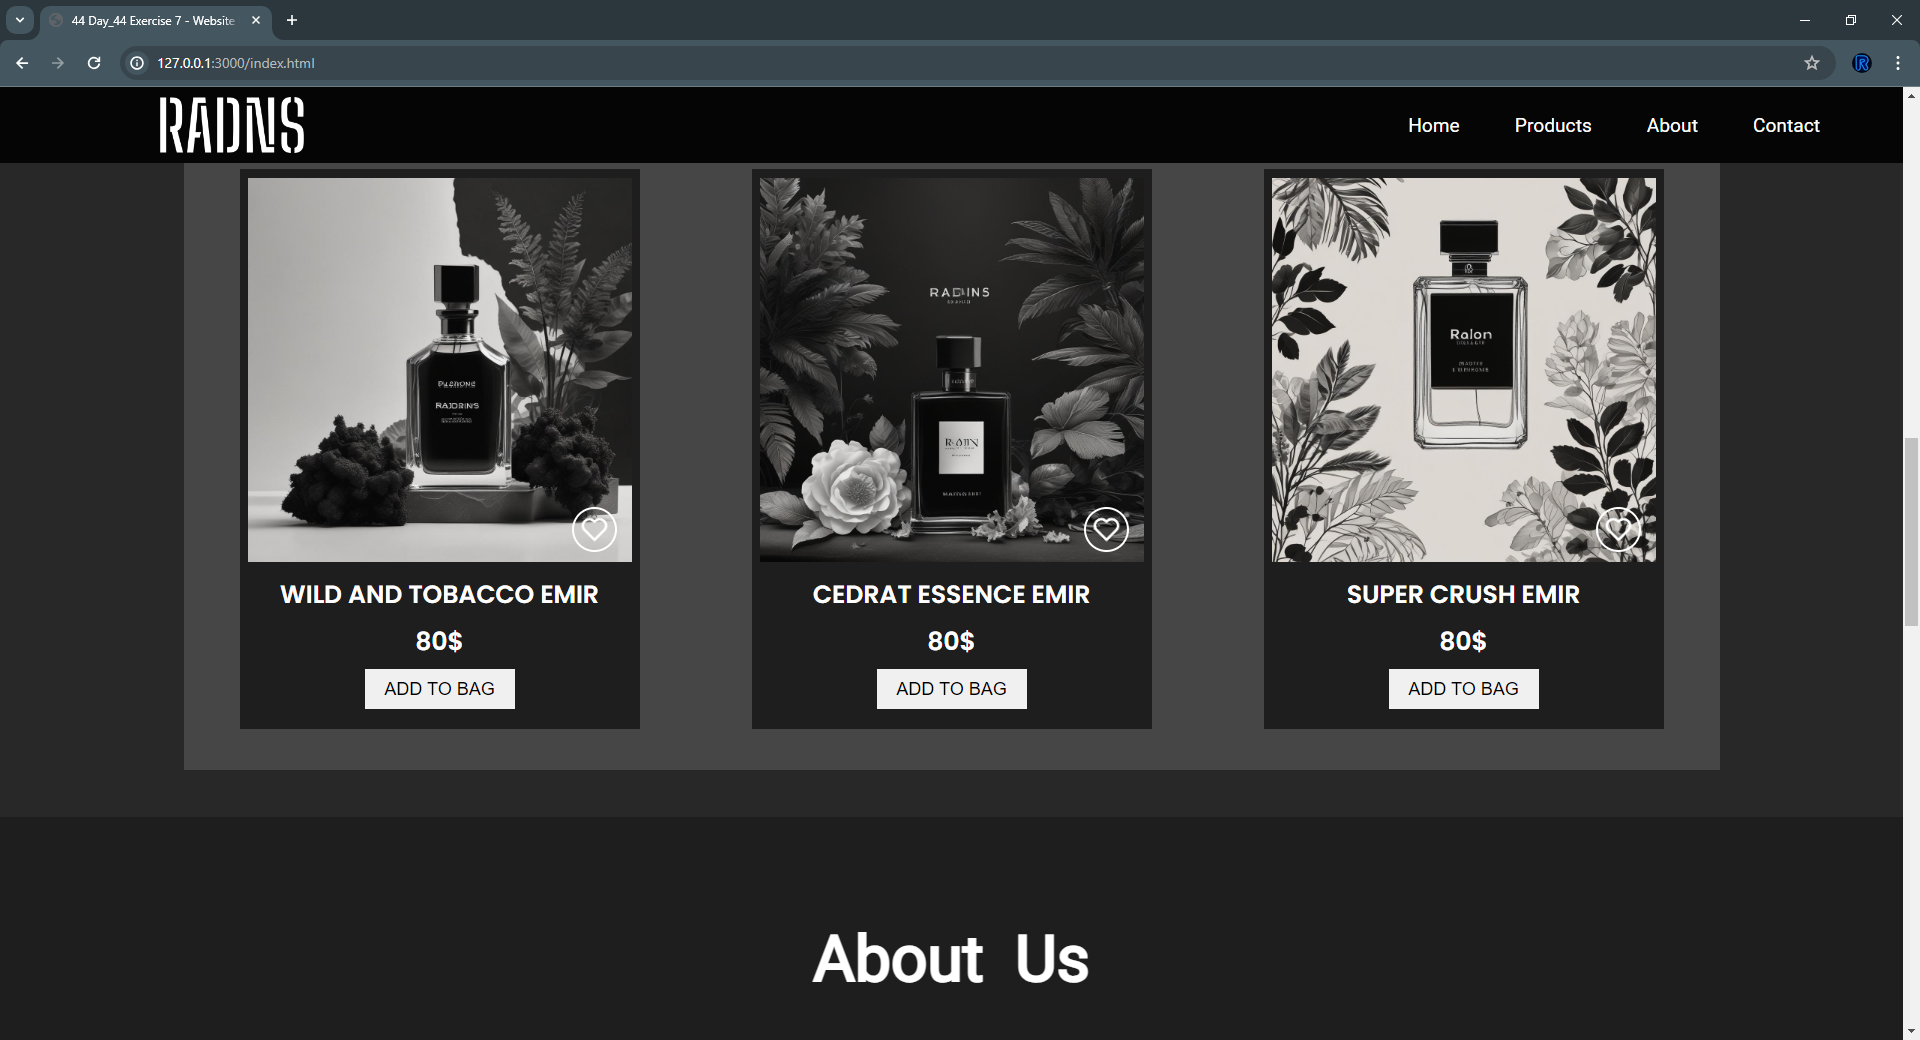 44 Day_44 Exercise 7 - Website
127.0.0.1:3000/index.html
RADNS
Home Products About Contact
RADINS
RAJORINS
Ralon
WILD AND TOBACCO EMIR
CEDRAT ESSENCE EMIR
SUPER CRUSH EMIR
80$
80$
80$
ADD TO BAG
ADD TO BAG
ADD TO BAG
About Us